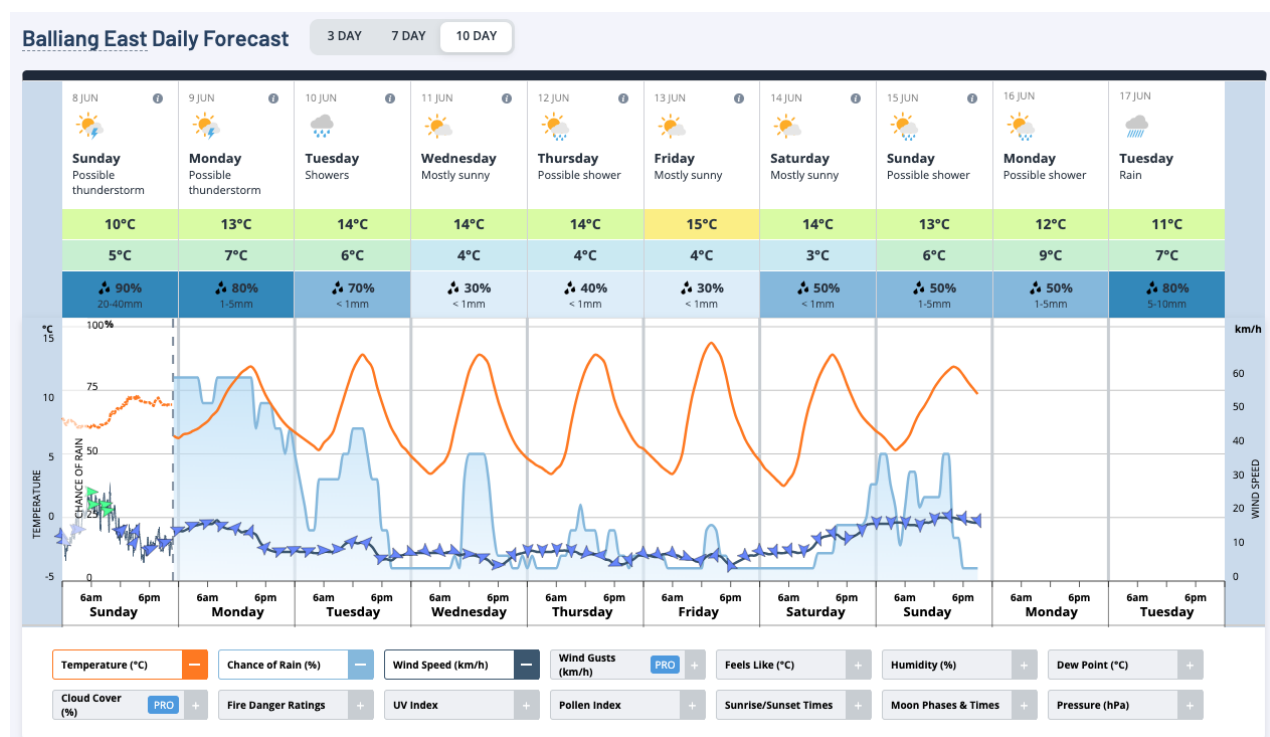 Balliang East Daily Forecast 3 DAY 7 DAY 10 DAY
8 JUN 9 JUN 10 JUN 11 JUN 12 JUN 13 JUN 14 JUN 15 JUN 16 JUN 17 JUN
Sunday Monday Tuesday Wednesday Thursday Friday Saturday Sunday Monday Tuesday
Possible Possible Showers Mostly sunny Possible shower Mostly sunny Mostly sunny Possible shower Possible shower Rain
thunderstorm thunderstorm
10°C 13°C 14°C 14°C 14°C 15°C 14°C 13°C 12°C 11°C
5°C 7°C 6°C 4°C 4°C 4°C 3°C 6°C 9°C 7°C
90% 80% 70% 30% 40% 30% 50% 50% 50% 80%
20-40mm 1-5mm < 1mm < 1mm < 1mm < 1mm < 1mm 1-5mm 1-5mm 5-10mm
°C 100% km/h
15
60
75
10
50
50 40
5
30
25 20
0
10
-5 0 0
TEMPERATURE
CHANCE OF RAIN
WIND SPEED
6am 6pm 6am 6pm 6am 6pm 6am 6pm 6am 6pm 6am 6pm 6am 6pm 6am 6pm 6am 6pm 6am 6pm
Sunday Monday Tuesday Wednesday Thursday Friday Saturday Sunday Monday Tuesday
Temperature (°C) − Chance of Rain (%) − Wind Speed (km/h) − Wind Gusts (km/h) PRO + Feels Like (°C) + Humidity (%) + Dew Point (°C) +
Cloud Cover (%) PRO + Fire Danger Ratings + UV Index + Pollen Index + Sunrise/Sunset Times + Moon Phases & Times + Pressure (hPa) +